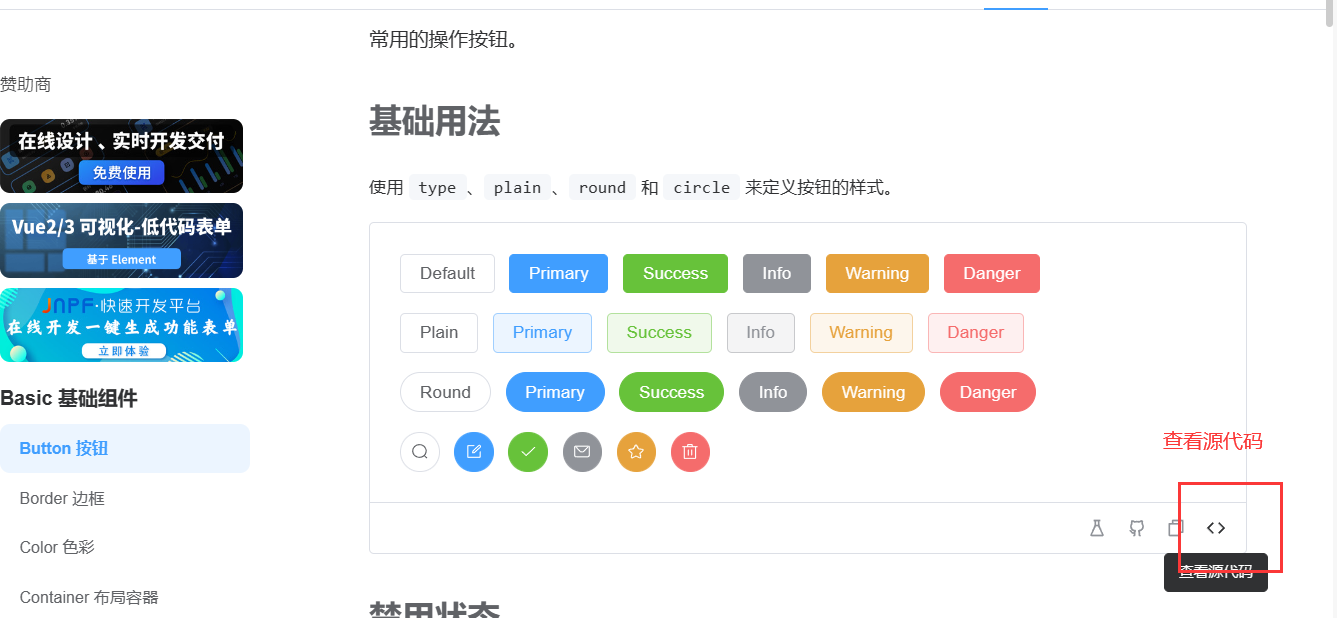 常用的操作按钮。
赞助商
基础用法
在线设计、实时开发交付
免费使用
使用 type 、 plain 、 round 和 circle 来定义按钮的样式。
Vue2/3 可视化-低代码表单
基于 Element
Default Primary Success Info Warning Danger
JNPF·快速开发平台
在线开发一键生成功能表单
立即体验
Plain Primary Success Info Warning Danger
Basic 基础组件
Round Primary Success Info Warning Danger
Button 按钮
查看源代码
Border 边框
Color 色彩
查看源代码
Container 布局容器
禁用状态